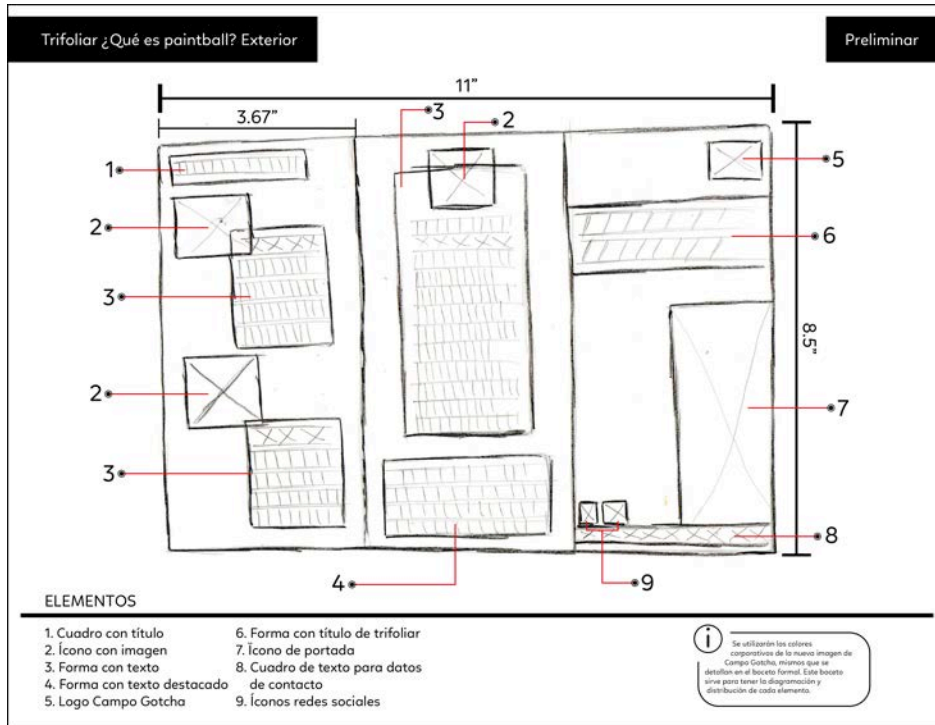 Trifoliar ¿Qué es paintball? Exterior
Preliminar
11”
3.67”
3
2
1
5
2
6
3
8.5”
2
7
3
8
4
9
ELEMENTOS
1. Cuadro con título
2. Ícono con imagen
3. Forma con texto
4. Forma con texto destacado
5. Logo Campo Gotcha
6. Forma con título de trifoliar
7. Ícono de portada
8. Cuadro de texto para datos
de contacto
9. Íconos redes sociales
i
Se utilizarán los colores
corporativos de la nueva imagen de
Campo Gotcha, mismos que se
detallan en el boceto formal. Este boceto
sirve para tener la diagramación y
distribución de cada elemento.